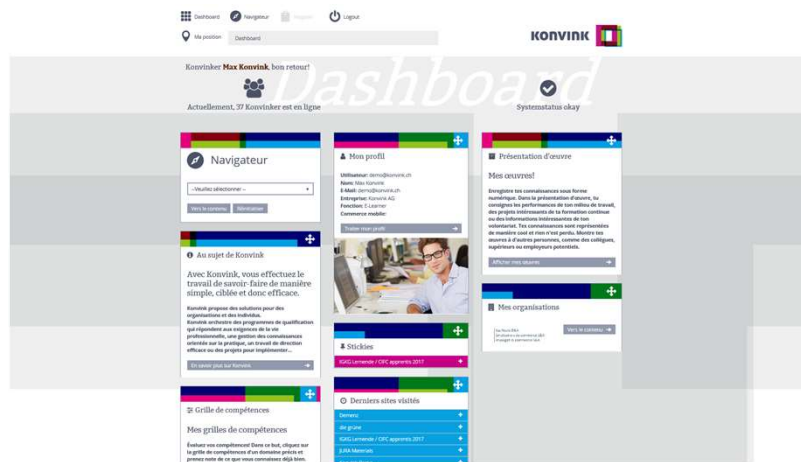 Dashboard
Navigateur
Logout
Ma position
Dashboard
KONVINK
Dashboard
Konvinker Max Konvink, bon retour!
Actuellement, 37 Konvinker est en ligne
Systemstatus okay
Navigateur
--Veuillez sélectionner --
Vers le contenu
Réinitialiser
Au sujet de Konvink
Avec Konvink, vous effectuez le
travail de savoir-faire de manière
simple, ciblée et donc efficace.
Konvink propose des solutions pour des
organisations et des individus.
Konvink orchestre des programmes de qualification
qui répondent aux exigences de la vie
professionnelle, une gestion des connaissances
orientée sur la pratique, un travail de direction
efficace ou des projets pour implémenter...
En savoir plus sur Konvink
Grille de compétences
Mes grilles de compétences
Évaluez vos compétences! Dans ce but, cliquez sur
la grille de compétences d'un domaine précis et
prenez note de ce que vous connaissez déjà bien.
Mon profil
Utilisateur: demo@konvink.ch
Nom: Max Konvink
E-Mail: demo@konvink.ch
Entreprise: Konvink AG
Fonction: E-Learner
Commerce mobile:
Traiter mon profil
Stickies
IGKG Lernende / CIFC apprentis 2017
Derniers sites visités
Demenz
die grüne
IGKG Lernende / CIFC apprentis 2017
JURA Materials
Présentation d'œuvre
Mes œuvres!
Enregistre tes connaissances sous forme
numérique. Dans la présentation d'œuvre, tu
consignes les performances de ton milieu de travail,
des projets intéressants de ta formation continue
ou des informations intéressantes de ton
volontariat. Tes connaissances sont représentées
de manière cool et rien n'est perdu. Montre tes
œuvres à d'autres personnes, comme des collègues,
supérieurs ou employeurs potentiels.
Afficher mes œuvres
Mes organisations
Vers le contenu